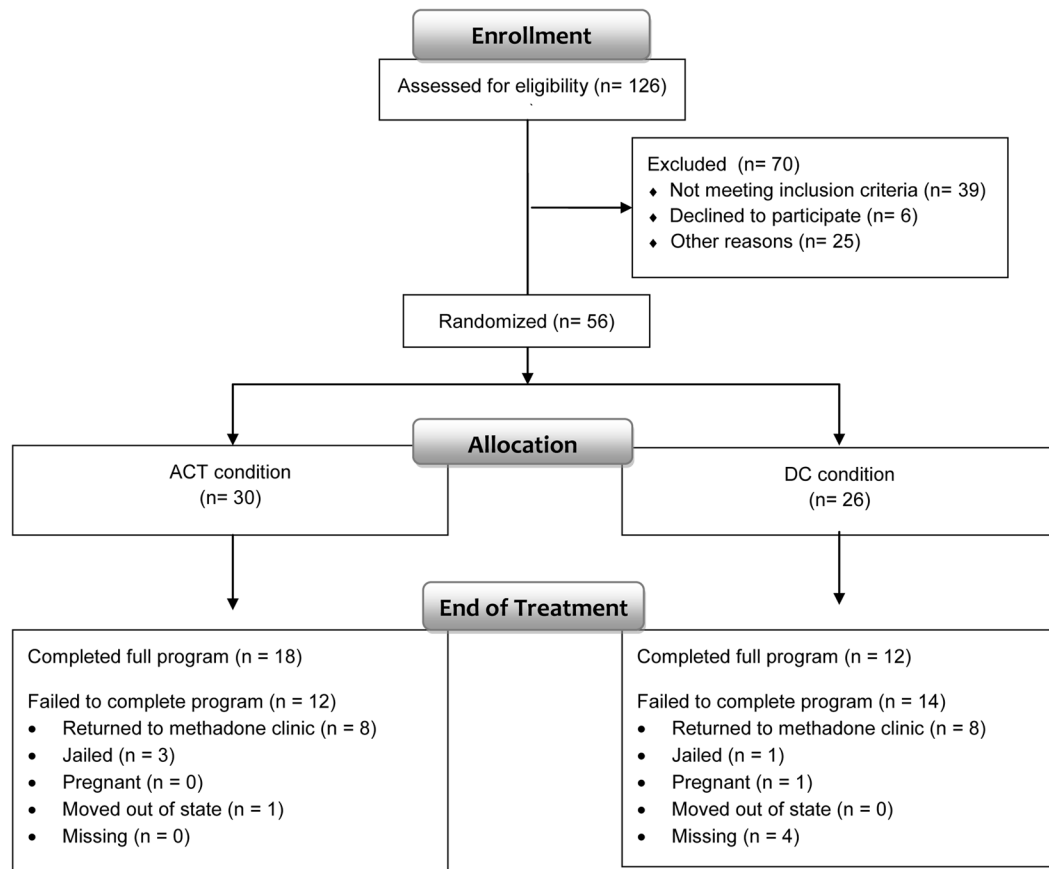 Enrollment
Assessed for eligibility (n= 126)
.
Excluded  (n= 70)
♦ Not meeting inclusion criteria (n= 39)
♦ Declined to participate (n= 6)
♦ Other reasons (n= 25)
Randomized (n= 56)
Allocation
ACT condition
(n= 30)
DC condition
(n= 26)
End of Treatment
Completed full program (n = 18)
Failed to complete program (n = 12)
• Returned to methadone clinic (n = 8)
• Jailed (n = 3)
• Pregnant (n = 0)
• Moved out of state (n = 1)
• Missing (n = 0)
Completed full program (n = 12)
Failed to complete program (n = 14)
• Returned to methadone clinic (n = 8)
• Jailed (n = 1)
• Pregnant (n = 1)
• Moved out of state (n = 0)
• Missing (n = 4)